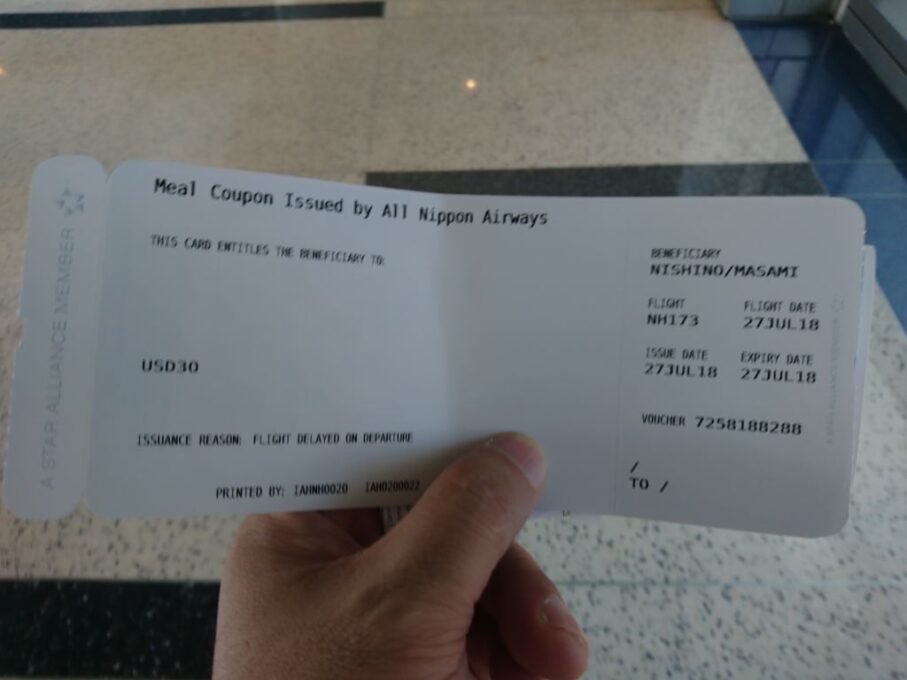 A STAR ALLIANCE MEMBER
Meal Coupon Issued by All Nippon Airways
THIS CARD ENTITLES THE BENEFICIARY TO:
USD30
ISSUANCE REASON: FLIGHT DELAYED ON DEPARTURE
PRINTED BY: IAHNH0020 IAH0200022
BENEFICIARY
NISHINO/MASAMI
FLIGHT FLIGHT DATE
NH173 27JUL18
ISSUE DATE EXPIRY DATE
27JUL18 27JUL18
VOUCHER 7258188288
/
TO /